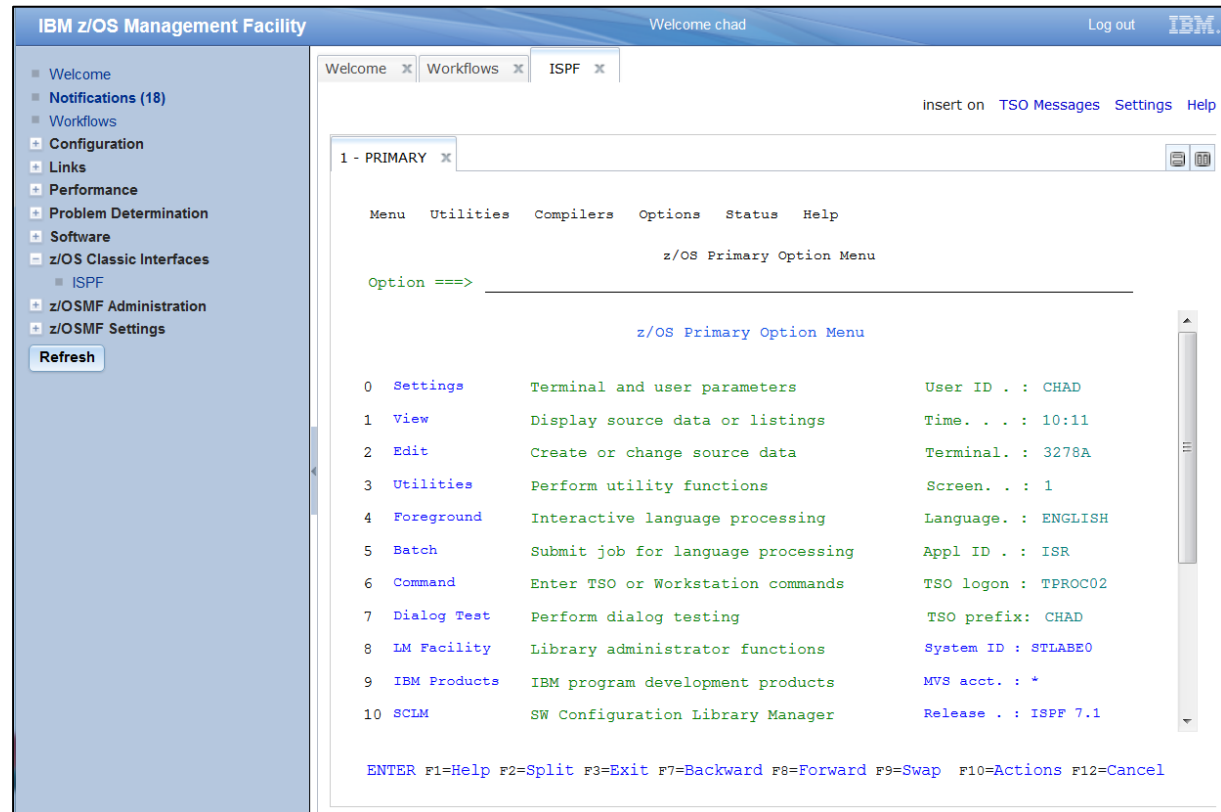 IBM z/OS Management Facility Welcome chad Log out IBM.
Welcome
Notifications (18)
Workflows
Configuration
Links
Performance
Problem Determination
Software
z/OS Classic Interfaces
ISPF
z/OSMF Administration
z/OSMF Settings
Refresh
Welcome Workflows ISPF
insert on TSO Messages Settings Help
1 - PRIMARY
Menu Utilities Compilers Options Status Help
z/OS Primary Option Menu
Option ===>
z/OS Primary Option Menu
0 Settings Terminal and user parameters User ID . : CHAD
1 View Display source data or listings Time. . . : 10:11
2 Edit Create or change source data Terminal. : 3278A
3 Utilities Perform utility functions Screen. . : 1
4 Foreground Interactive language processing Language. : ENGLISH
5 Batch Submit job for language processing Appl ID . : ISR
6 Command Enter TSO or Workstation commands TSO logon : TPROC02
7 Dialog Test Perform dialog testing TSO prefix: CHAD
8 LM Facility Library administrator functions System ID : STLABE0
9 IBM Products IBM program development products MVS acct. : *
10 SCLM SW Configuration Library Manager Release . : ISPF 7.1
ENTER F1=Help F2=Split F3=Exit F7=Backward F8=Forward F9=Swap F10=Actions F12=Cancel